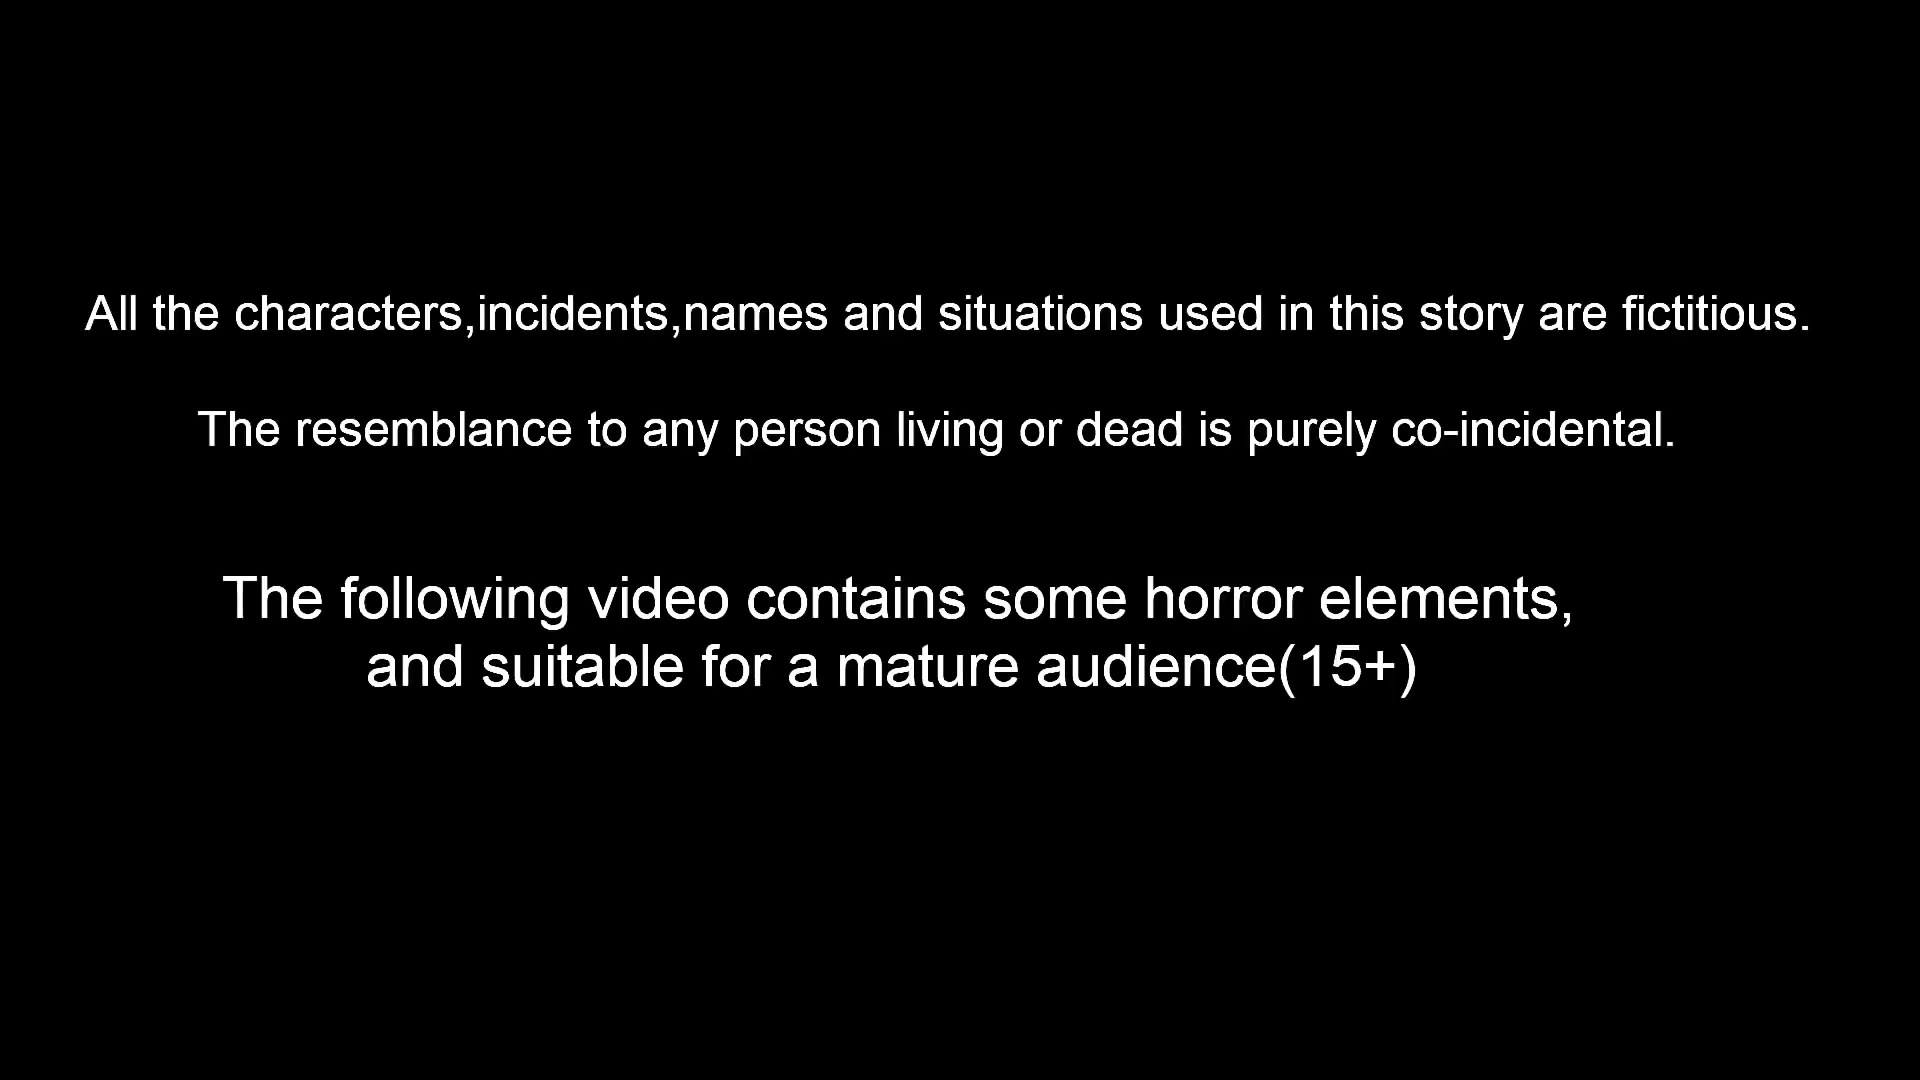 All the characters,incidents,names and situations used in this story are fictitious.
The resemblance to any person living or dead is purely co-incidental.
The following video contains some horror elements,
and suitable for a mature audience(15+)